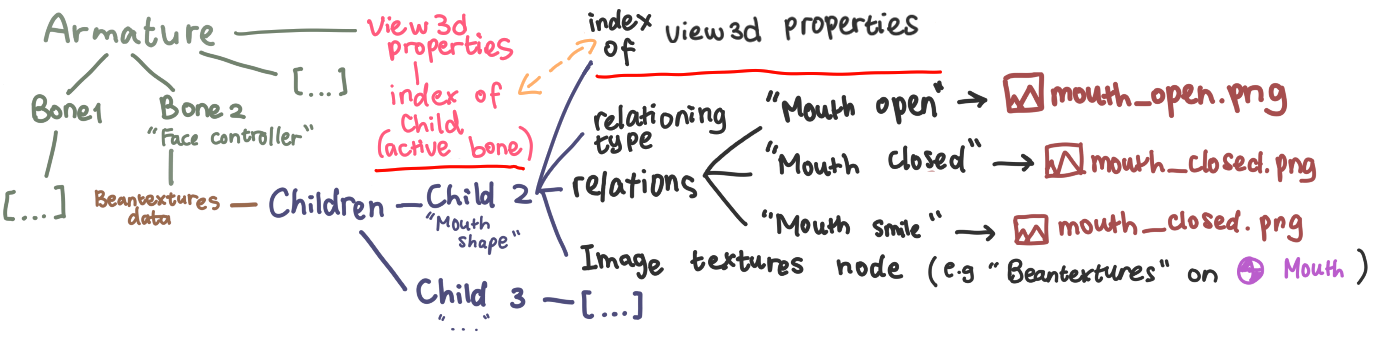 Armature
View3d
properties
index of
Child
(active bone)
[...]
Bone1
Bone 2
"Face controller"
[...]
Beantextures
data
Children
Child 2
"Mouth
shape"
Child 3
"..."
[...]
index
of
view3d properties
relationing
type
relations
"Mouth open"
mouth_open.png
"Mouth closed"
mouth_closed.png
"Mouth smile"
mouth_closed.png
Image textures node (e.g "Beantextures" on Mouth)